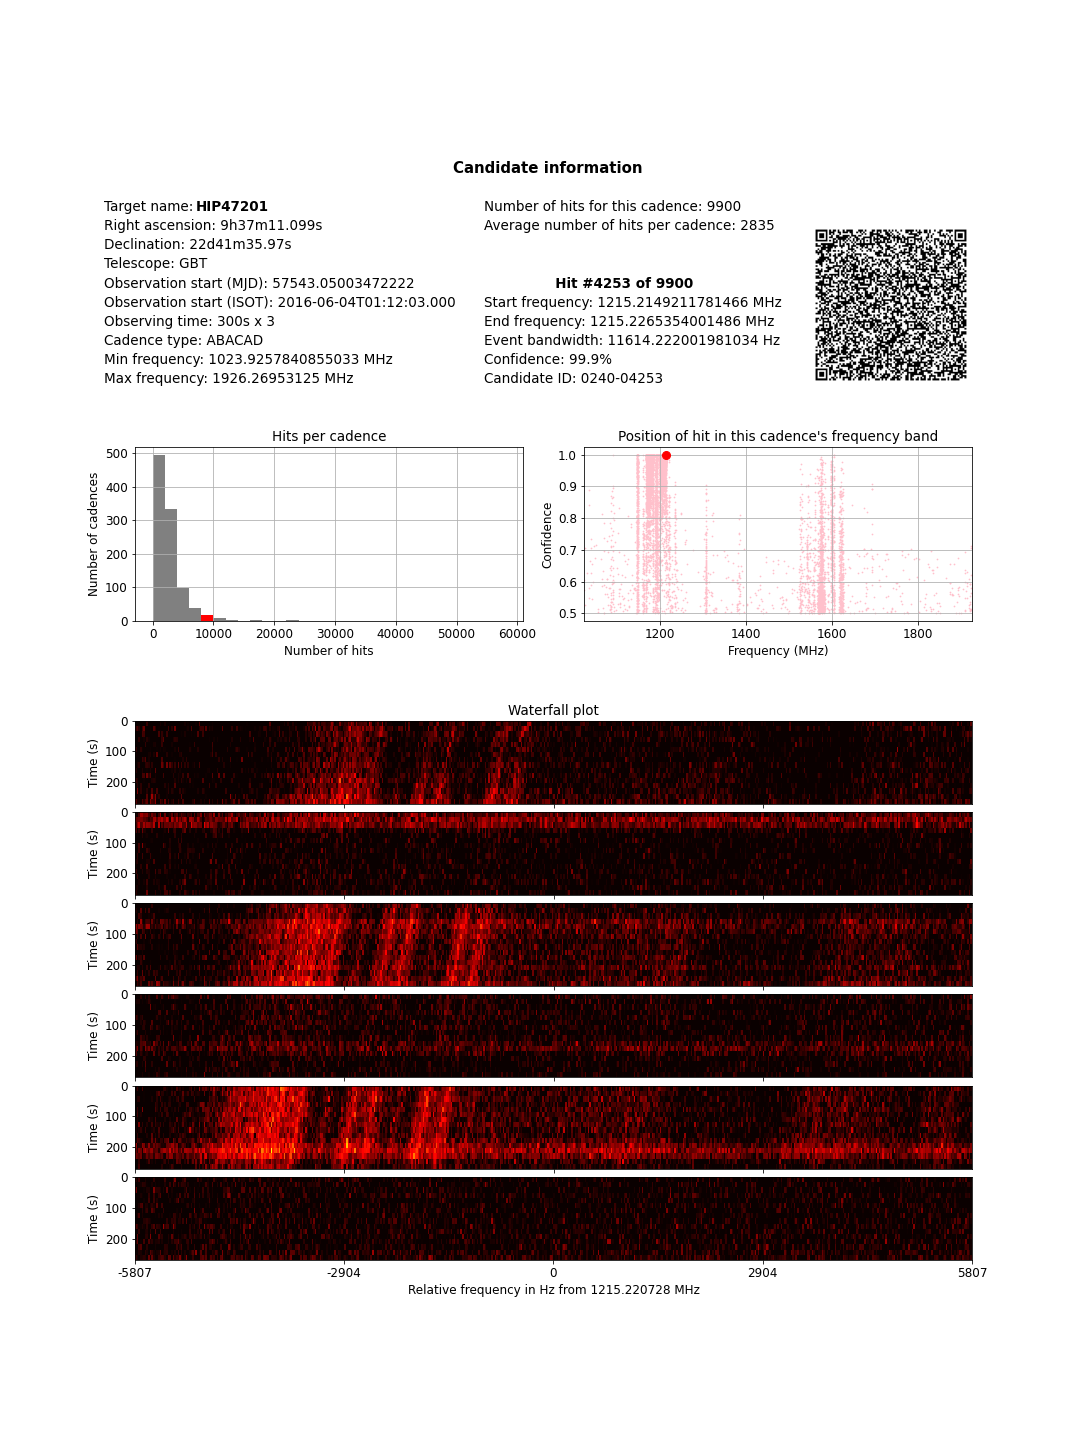 Candidate information
Target name: HIP47201
Right ascension: 9h37m11.099s
Declination: 22d41m35.97s
Telescope: GBT
Observation start (MJD): 57543.05003472222
Observation start (ISOT): 2016-06-04T01:12:03.000
Observing time: 300s x 3
Cadence type: ABACAD
Min frequency: 1023.9257840855033 MHz
Max frequency: 1926.26953125 MHz
Number of hits for this cadence: 9900
Average number of hits per cadence: 2835
Hit #4253 of 9900
Start frequency: 1215.2149211781466 MHz
End frequency: 1215.2265354001486 MHz
Event bandwidth: 11614.222001981034 Hz
Confidence: 99.9%
Candidate ID: 0240-04253
Hits per cadence
Number of cadences
500
400
300
200
100
0
0 10000 20000 30000 40000 50000 60000
Number of hits
Position of hit in this cadence's frequency band
Confidence
1.0
0.9
0.8
0.7
0.6
0.5
1200 1400 1600 1800
Frequency (MHz)
Waterfall plot
Time (s)
0
100
200
Time (s)
0
100
200
Time (s)
0
100
200
Time (s)
0
100
200
Time (s)
0
100
200
Time (s)
0
100
200
-5807 -2904 0 2904 5807
Relative frequency in Hz from 1215.220728 MHz